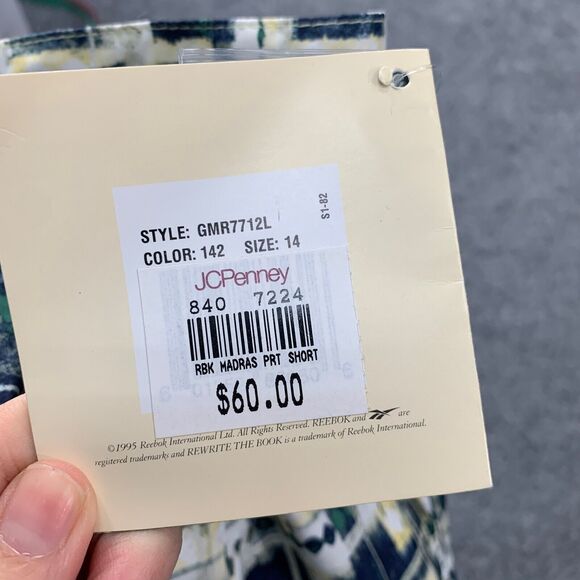 STYLE: GMR7712L
COLOR: 142 SIZE: 14
S1-82
JCPenney
840 7224
RBK MADRAS PRT SHORT
$60.00
©1995 Reebok International Ltd. All Rights Reserved. REEBOK and are
registered trademarks and REWRITE THE BOOK is a trademark of Reebok International.